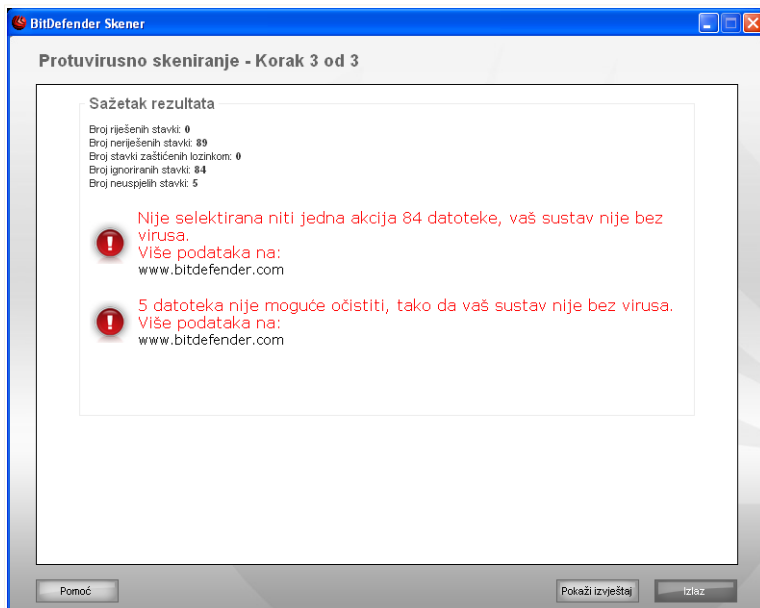 BitDefender Skener
Protuvirusno skeniranje - Korak 3 od 3
Sažetak rezultata
Broj riješenih stavki: 0
Broj neriješenih stavki: 89
Broj stavki zaštićenih lozinkom: 0
Broj ignoriranih stavki: 84
Broj neuspjelih stavki: 5
Nije selektirana niti jedna akcija 84 datoteke, vaš sustav nije bez
virusa.
Više podataka na:
www.bitdefender.com
5 datoteka nije moguće očistiti, tako da vaš sustav nije bez virusa.
Više podataka na:
www.bitdefender.com
Pomoć
Pokaži izvještaj
Izlaz